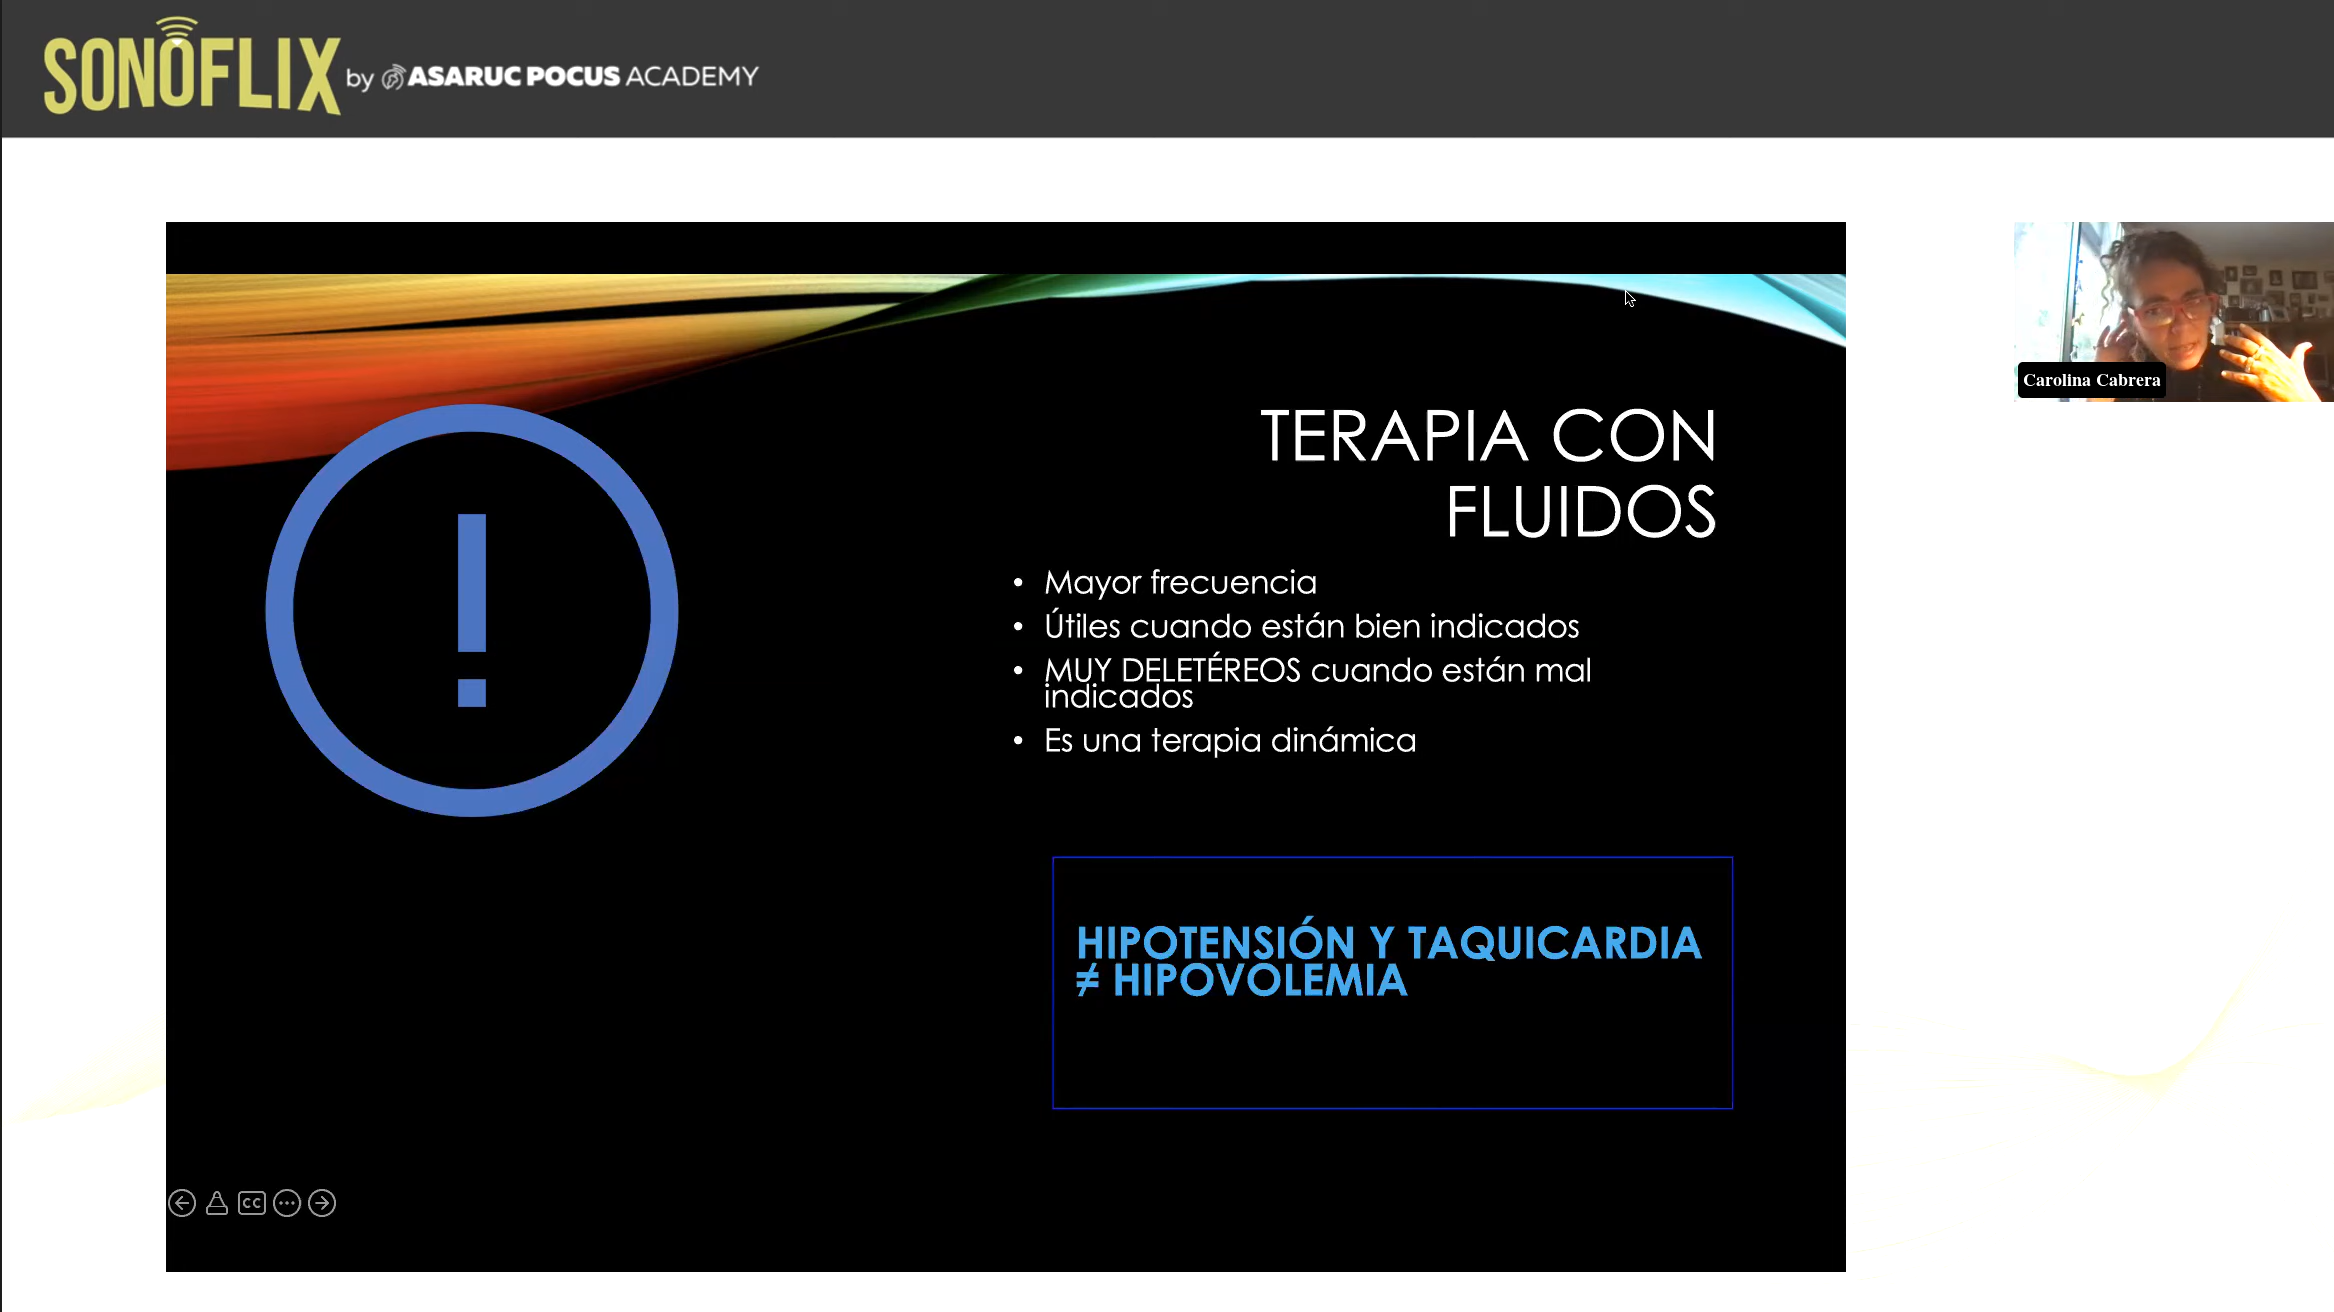 SONOFLIX by ASARUC POCUS ACADEMY
Carolina Cabrera
TERAPIA CON
FLUIDOS
• Mayor frecuencia
• Útiles cuando están bien indicados
• MUY DELETÉREOS cuando están mal
indicados
• Es una terapia dinámica
HIPOTENSIÓN Y TAQUICARDIA
≠ HIPOVOLEMIA
CC